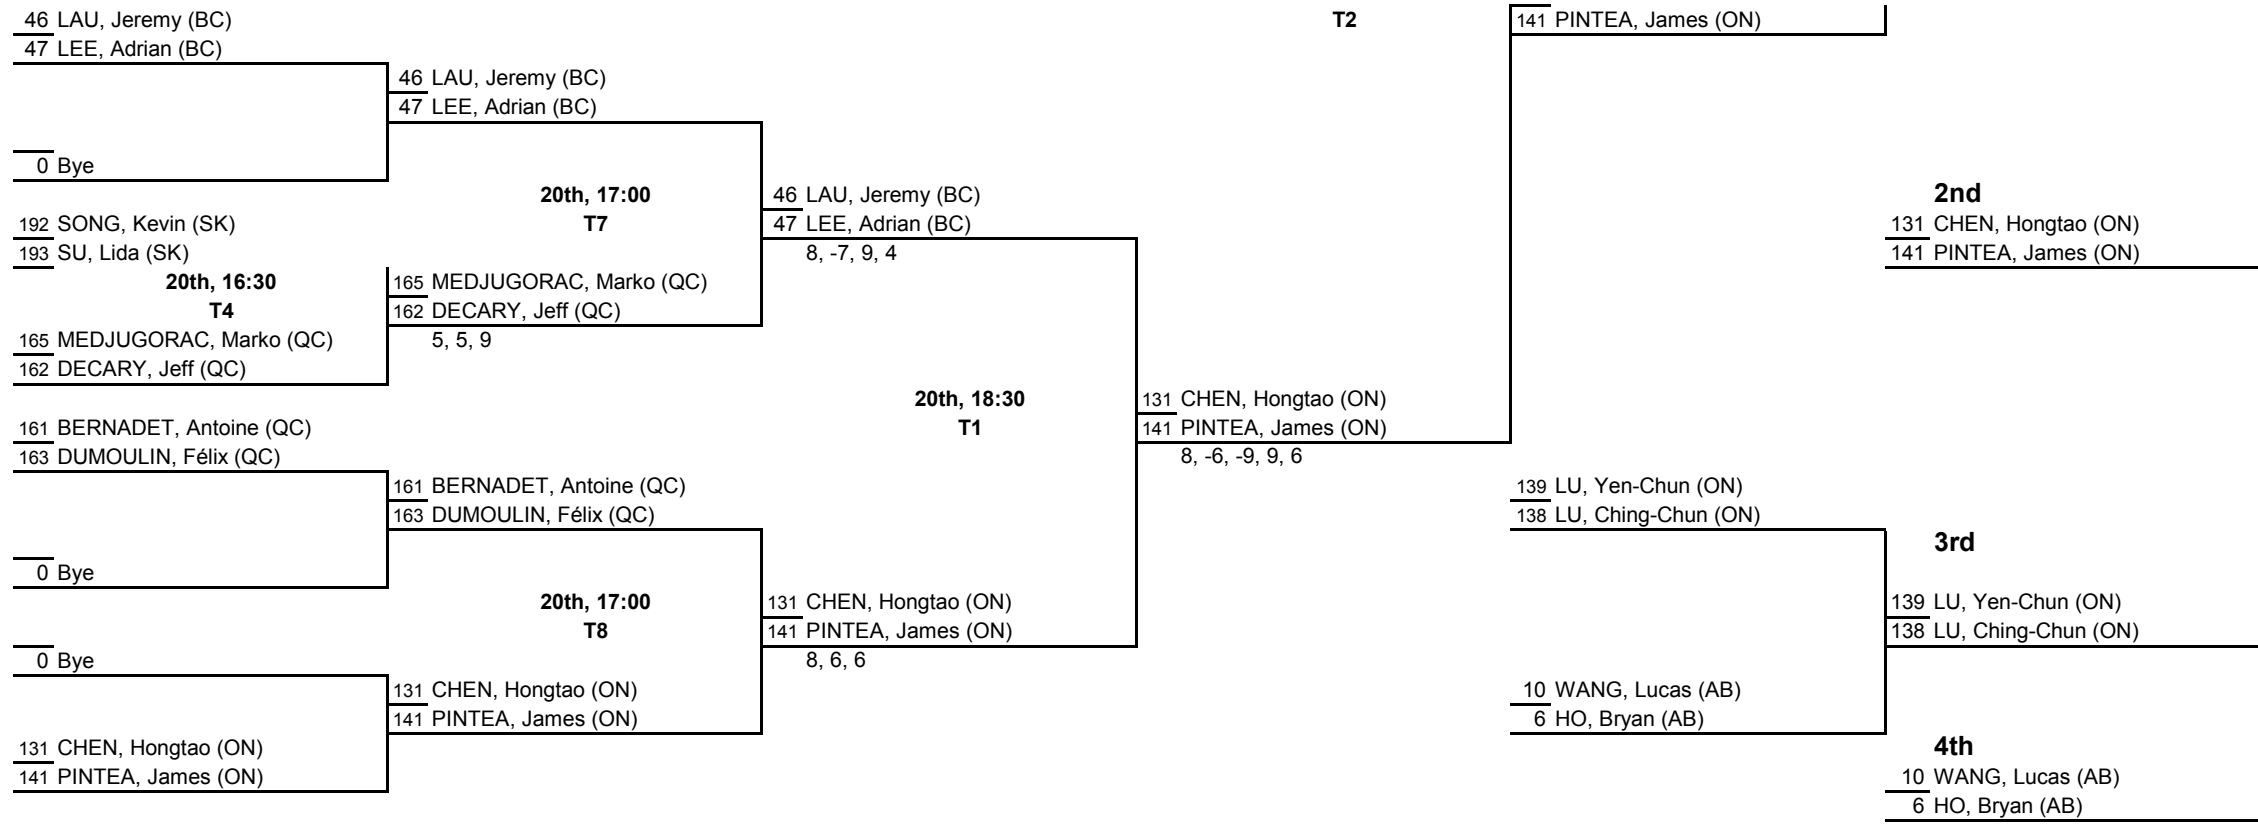 46 LAU, Jeremy (BC)
47 LEE, Adrian (BC)
46 LAU, Jeremy (BC)
47 LEE, Adrian (BC)
0 Bye
20th, 17:00
T7
192 SONG, Kevin (SK)
193 SU, Lida (SK)
20th, 16:30
T4
165 MEDJUGORAC, Marko (QC)
162 DECARY, Jeff (QC)
165 MEDJUGORAC, Marko (QC)
162 DECARY, Jeff (QC)
5, 5, 9
46 LAU, Jeremy (BC)
47 LEE, Adrian (BC)
8, -7, 9, 4
161 BERNADET, Antoine (QC)
163 DUMOULIN, Félix (QC)
161 BERNADET, Antoine (QC)
163 DUMOULIN, Félix (QC)
0 Bye
20th, 17:00
T8
0 Bye
131 CHEN, Hongtao (ON)
141 PINTEA, James (ON)
131 CHEN, Hongtao (ON)
141 PINTEA, James (ON)
131 CHEN, Hongtao (ON)
141 PINTEA, James (ON)
8, 6, 6
20th, 18:30
T1
131 CHEN, Hongtao (ON)
141 PINTEA, James (ON)
8, -6, -9, 9, 6
T2
141 PINTEA, James (ON)
2nd
131 CHEN, Hongtao (ON)
141 PINTEA, James (ON)
139 LU, Yen-Chun (ON)
138 LU, Ching-Chun (ON)
10 WANG, Lucas (AB)
6 HO, Bryan (AB)
3rd
139 LU, Yen-Chun (ON)
138 LU, Ching-Chun (ON)
4th
10 WANG, Lucas (AB)
6 HO, Bryan (AB)